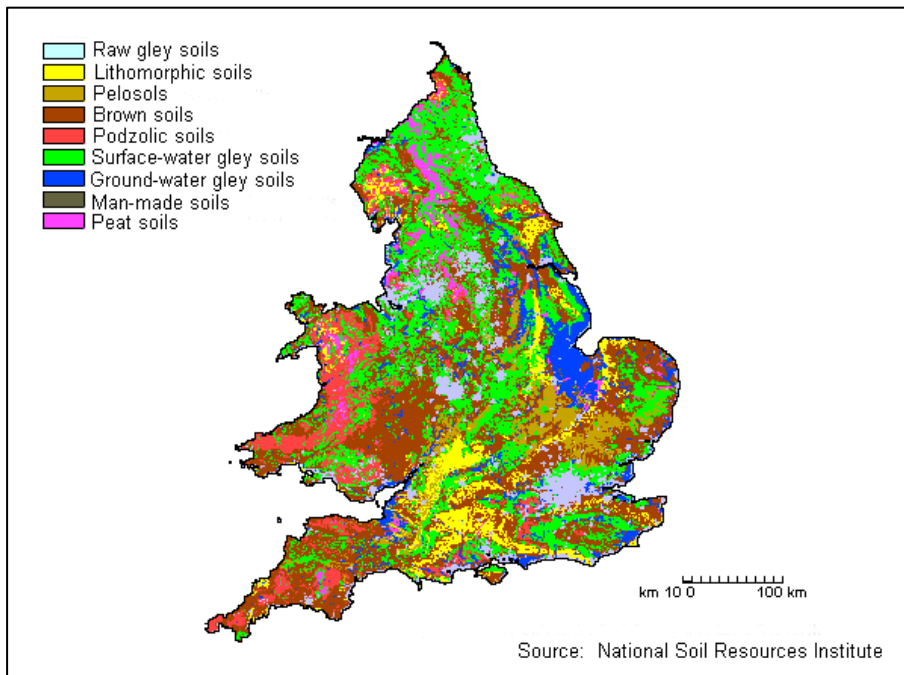 Raw gley soils
Lithomorphic soils
Pelosols
Brown soils
Podzolic soils
Surface-water gley soils
Ground-water gley soils
Man-made soils
Peat soils
km 10 0 100 km
Source: National Soil Resources Institute